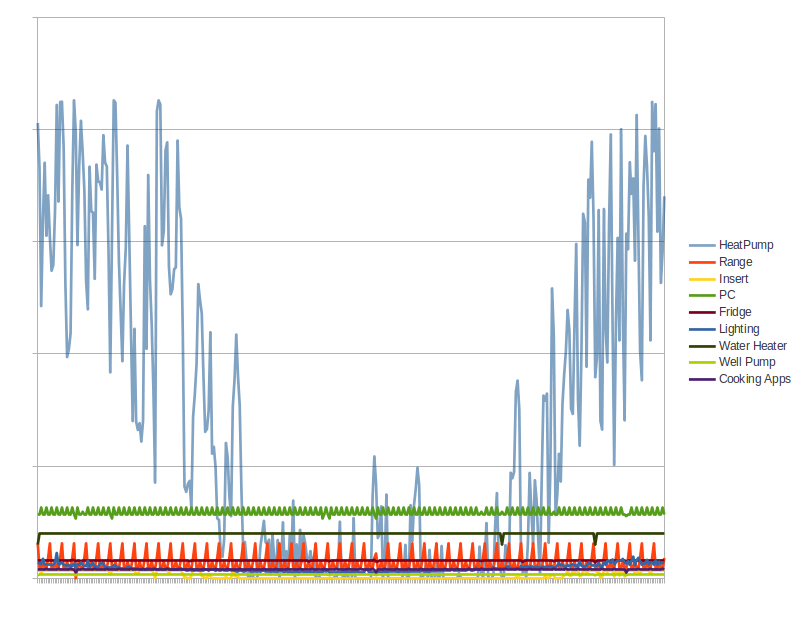 HeatPump
Range
Insert
PC
Fridge
Lighting
Water Heater
Well Pump
Cooking Apps